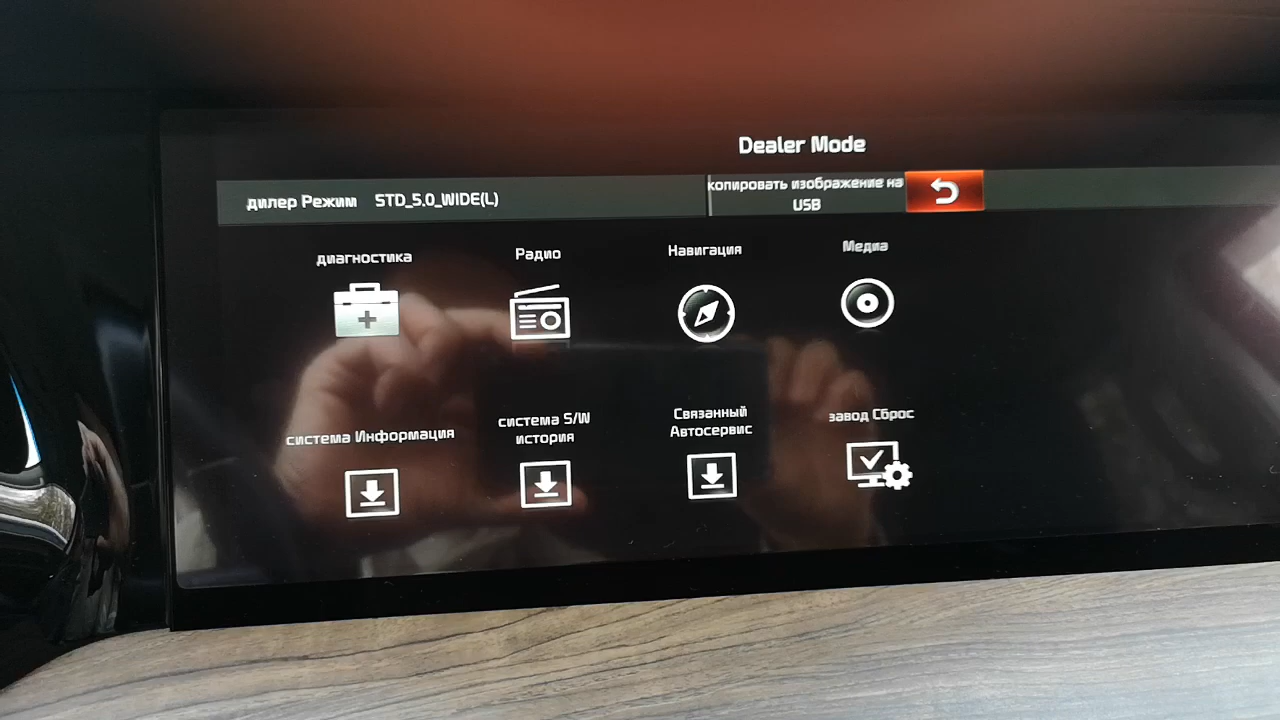 Dealer Mode
дилер Режим STD_5.0_WIDE(L)
копировать изображение на
USB
диагностика
Радио
Навигация
Медиа
система Информация
система S/W
история
Связанный
Автосервис
завод Сброс